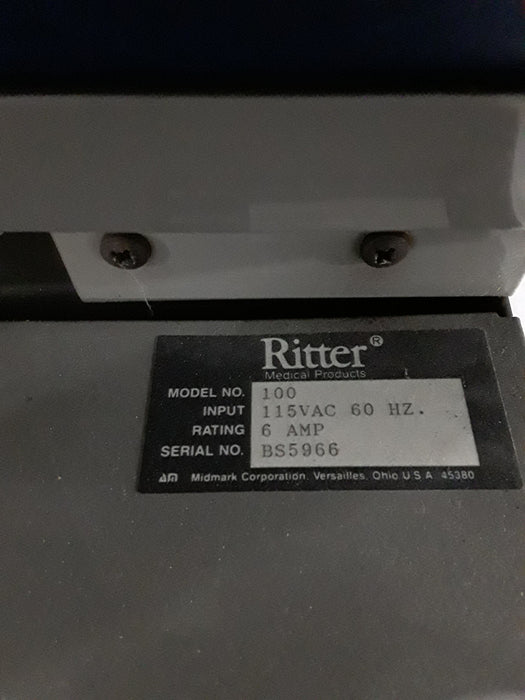 Ritter®
Medical Products
MODEL NO. 100
INPUT 115VAC 60 HZ.
RATING 6 AMP
SERIAL NO. BS5966
am Midmark Corporation. Versailles, Ohio U S A 45380